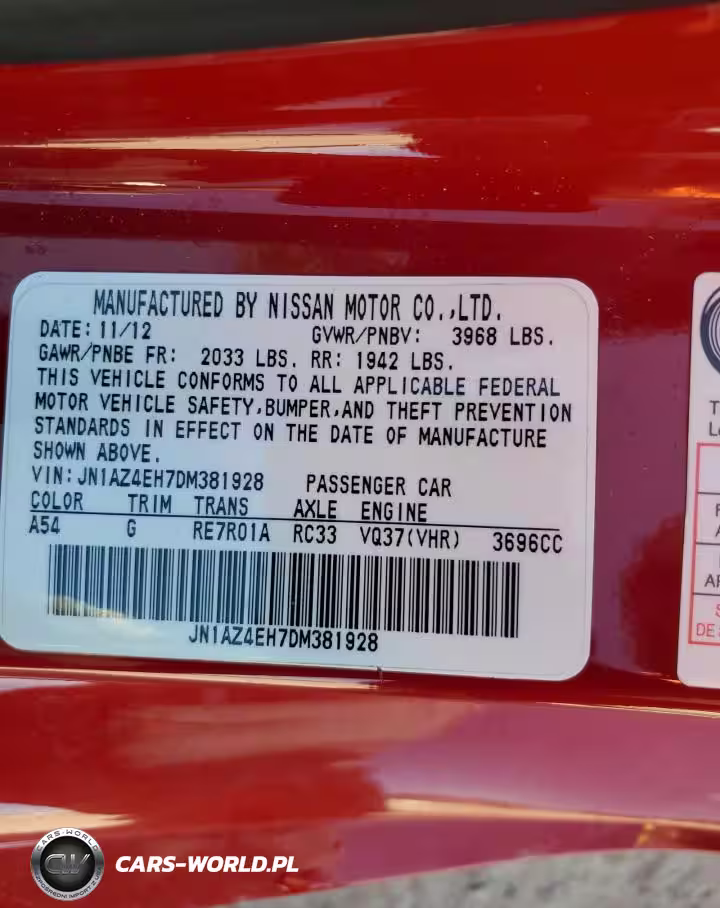 MANUFACTURED BY NISSAN MOTOR CO.,LTD.
DATE: 11/12 GVWR/PNBV: 3968 LBS.
GAWR/PNBE FR: 2033 LBS. RR: 1942 LBS.
THIS VEHICLE CONFORMS TO ALL APPLICABLE FEDERAL
MOTOR VEHICLE SAFETY,BUMPER,AND THEFT PREVENTION
STANDARDS IN EFFECT ON THE DATE OF MANUFACTURE
SHOWN ABOVE.
VIN: JN1AZ4EH7DM381928 PASSENGER CAR
COLOR TRIM TRANS AXLE ENGINE
A54 G RE7R01A RC33 VQ37(VHR) 3696CC
JN1AZ4EH7DM381928
CARS-WORLD
CW
CARS-WORLD.PL